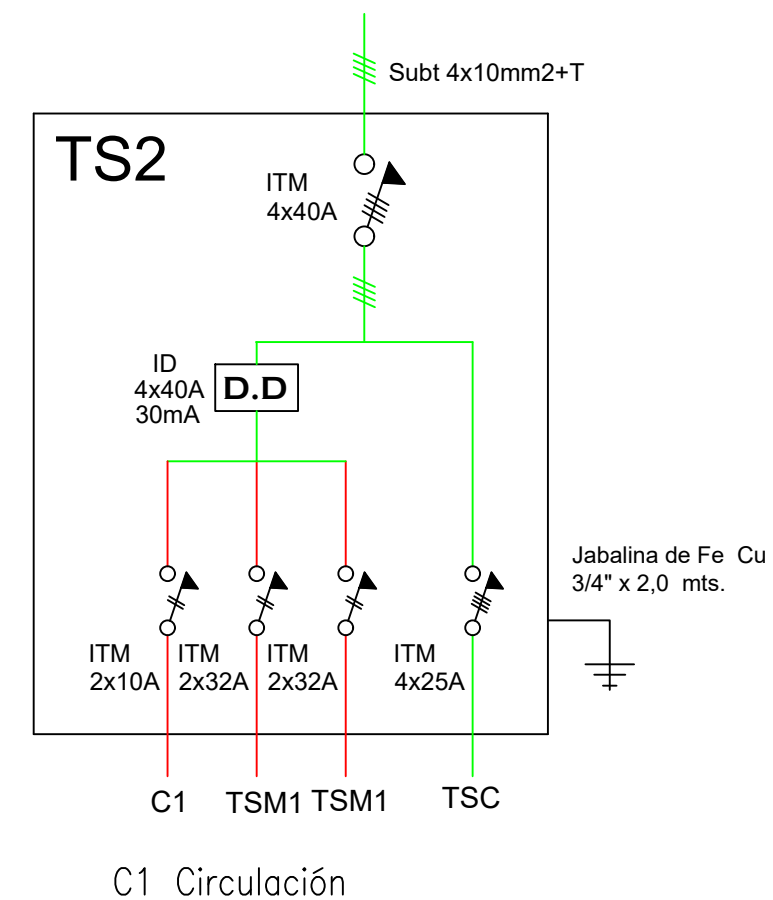 Subt 4x10mm2+T
TS2
ITM
4x40A
ID
4x40A
30mA
D.D
Jabalina de Fe Cu
3/4" x 2,0 mts.
ITM
2x10A
ITM
2x32A
ITM
2x32A
ITM
4x25A
C1
TSM1
TSM1
TSC
C1 Circulación